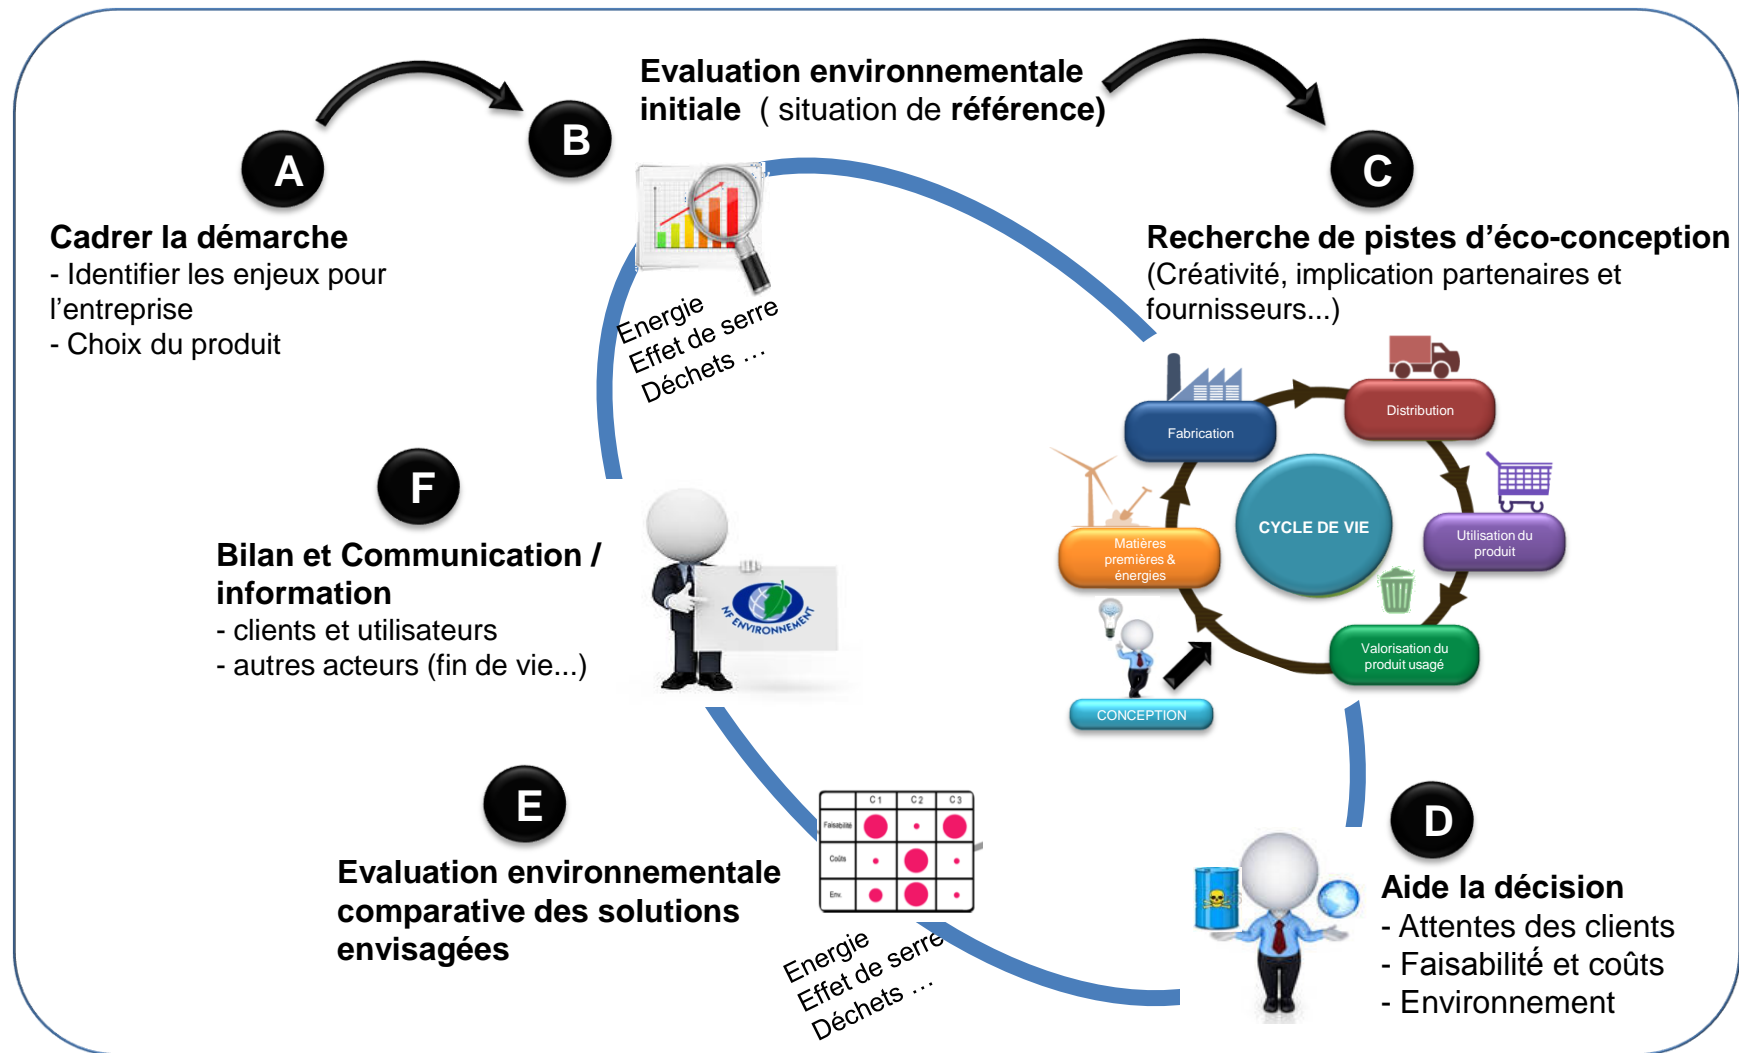 A
Cadrer la démarche
- Identifier les enjeux pour
l’entreprise
- Choix du produit
B
Evaluation environnementale
initiale ( situation de référence)
Energie
Effet de serre
Déchets …
C
Recherche de pistes d’éco-conception
(Créativité, implication partenaires et
fournisseurs...)
Fabrication
Distribution
CYCLE DE VIE
Utilisation du
produit
Matières
premières &
énergies
Valorisation du
produit usagé
CONCEPTION
D
Aide la décision
- Attentes des clients
- Faisabilité et coûts
- Environnement
E
Evaluation environnementale
comparative des solutions
envisagées
C1 C2 C3
Faisabilité
Coûts
Env.
Energie
Effet de serre
Déchets …
F
Bilan et Communication /
information
- clients et utilisateurs
- autres acteurs (fin de vie...)
NF ENVIRONNEMENT